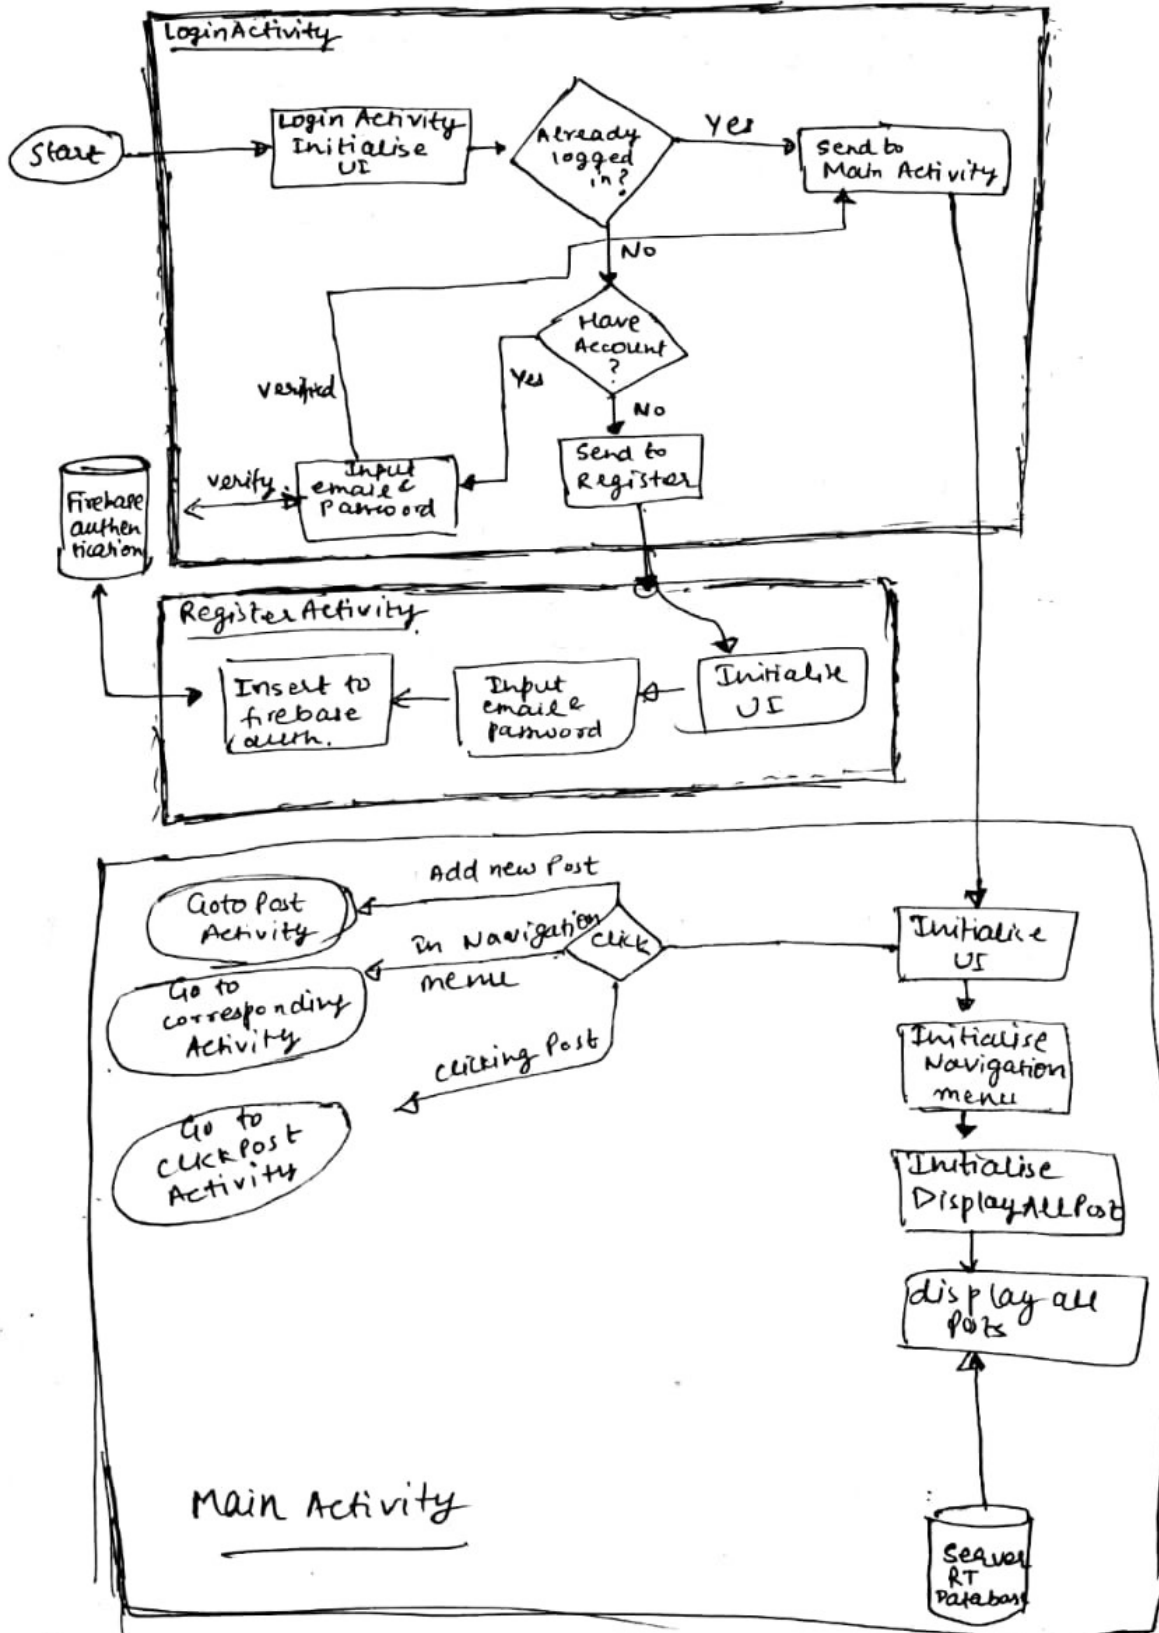 LoginActivity
Start
Login Activity
Initialise
UI
Already
logged
in?
Yes
Send to
Main Activity
No
Have
Account
?
Yes
No
verified
Send to
Register
Input
email &
Password
verify
Firebase
authen
tication
RegisterActivity
Initialise
UI
Input
email &
password
Insert to
firebase
auth.
Add new Post
Goto Post
Activity
In Navigation
menu
click
Go to
corresponding
Activity
clicking Post
Go to
Click Post
Activity
Initialise
UI
Initialise
Navigation
menu
Initialise
DisplayAllPost
display all
Posts
Main Activity
Server
RT
Database